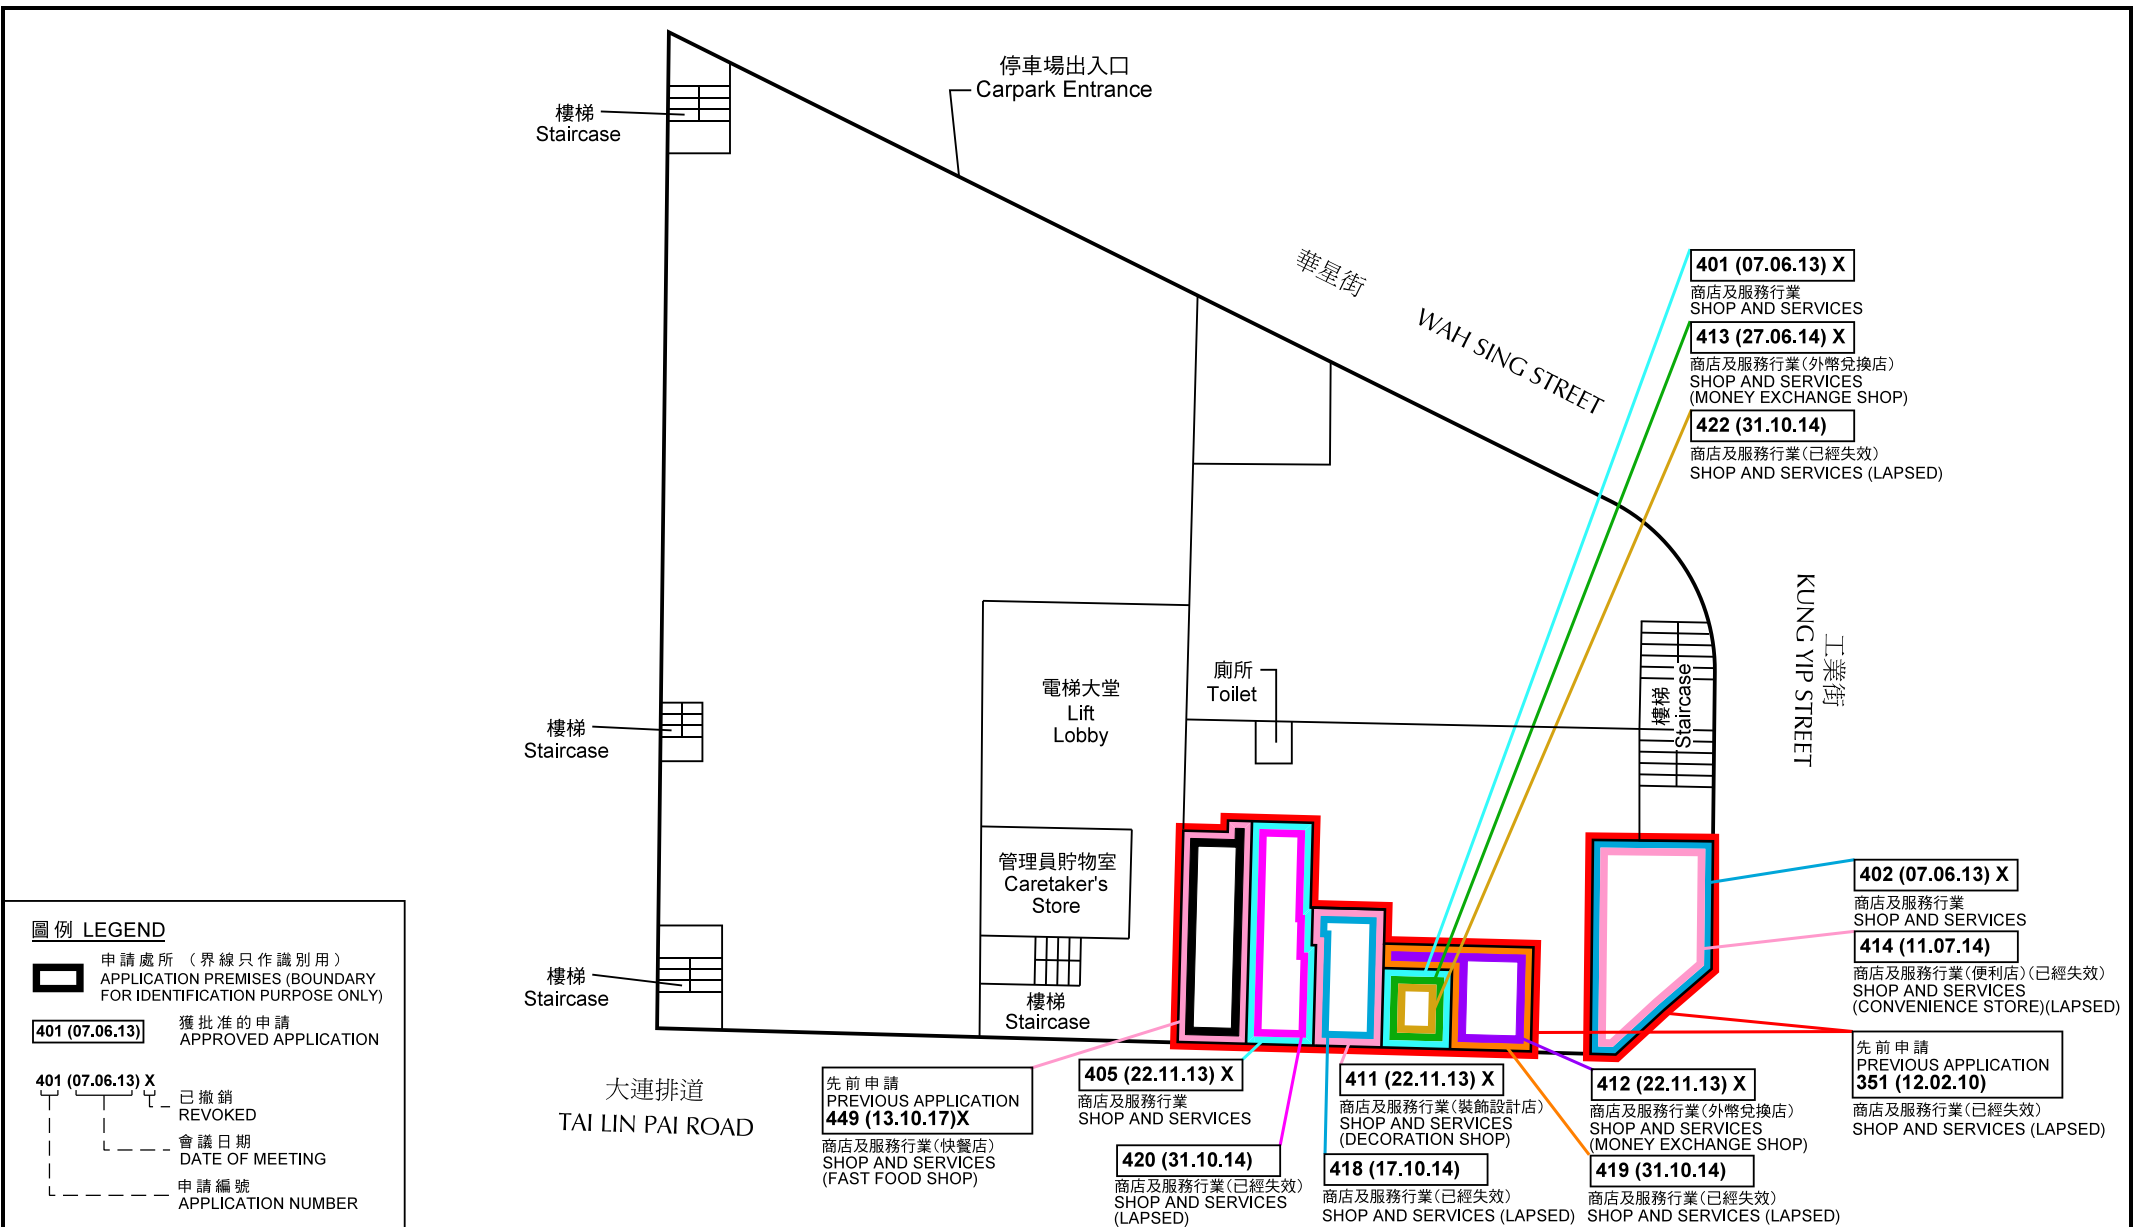 停車場出入口
Carpark Entrance
樓梯
Staircase
華星街
WAH SING STREET
401 (07.06.13) X
商店及服務行業
SHOP AND SERVICES
413 (27.06.14) X
商店及服務行業(外幣兌換店)
SHOP AND SERVICES
(MONEY EXCHANGE SHOP)
422 (31.10.14)
商店及服務行業(已經失效)
SHOP AND SERVICES (LAPSED)
工業街
KUNG YIP STREET
樓梯
Staircase
廁所
Toilet
電梯大堂
Lift
Lobby
樓梯
Staircase
管理員貯物室
Caretaker's
Store
樓梯
Staircase
樓梯
Staircase
402 (07.06.13) X
商店及服務行業
SHOP AND SERVICES
414 (11.07.14)
商店及服務行業(便利店)(已經失效)
SHOP AND SERVICES
(CONVENIENCE STORE)(LAPSED)
先前申請
PREVIOUS APPLICATION
351 (12.02.10)
商店及服務行業(已經失效)
SHOP AND SERVICES (LAPSED)
大連排道
TAI LIN PAI ROAD
先前申請
PREVIOUS APPLICATION
449 (13.10.17)X
商店及服務行業(快餐店)
SHOP AND SERVICES
(FAST FOOD SHOP)
405 (22.11.13) X
商店及服務行業
SHOP AND SERVICES
420 (31.10.14)
商店及服務行業(已經失效)
SHOP AND SERVICES
(LAPSED)
411 (22.11.13) X
商店及服務行業(裝飾設計店)
SHOP AND SERVICES
(DECORATION SHOP)
418 (17.10.14)
商店及服務行業(已經失效)
SHOP AND SERVICES (LAPSED)
412 (22.11.13) X
商店及服務行業(外幣兌換店)
SHOP AND SERVICES
(MONEY EXCHANGE SHOP)
419 (31.10.14)
商店及服務行業(已經失效)
SHOP AND SERVICES (LAPSED)
圖例 LEGEND
申請處所 (界線只作識別用)
APPLICATION PREMISES (BOUNDARY
FOR IDENTIFICATION PURPOSE ONLY)
401 (07.06.13)
獲批准的申請
APPROVED APPLICATION
401 (07.06.13) X
已撤銷
REVOKED
會議日期
DATE OF MEETING
申請編號
APPLICATION NUMBER